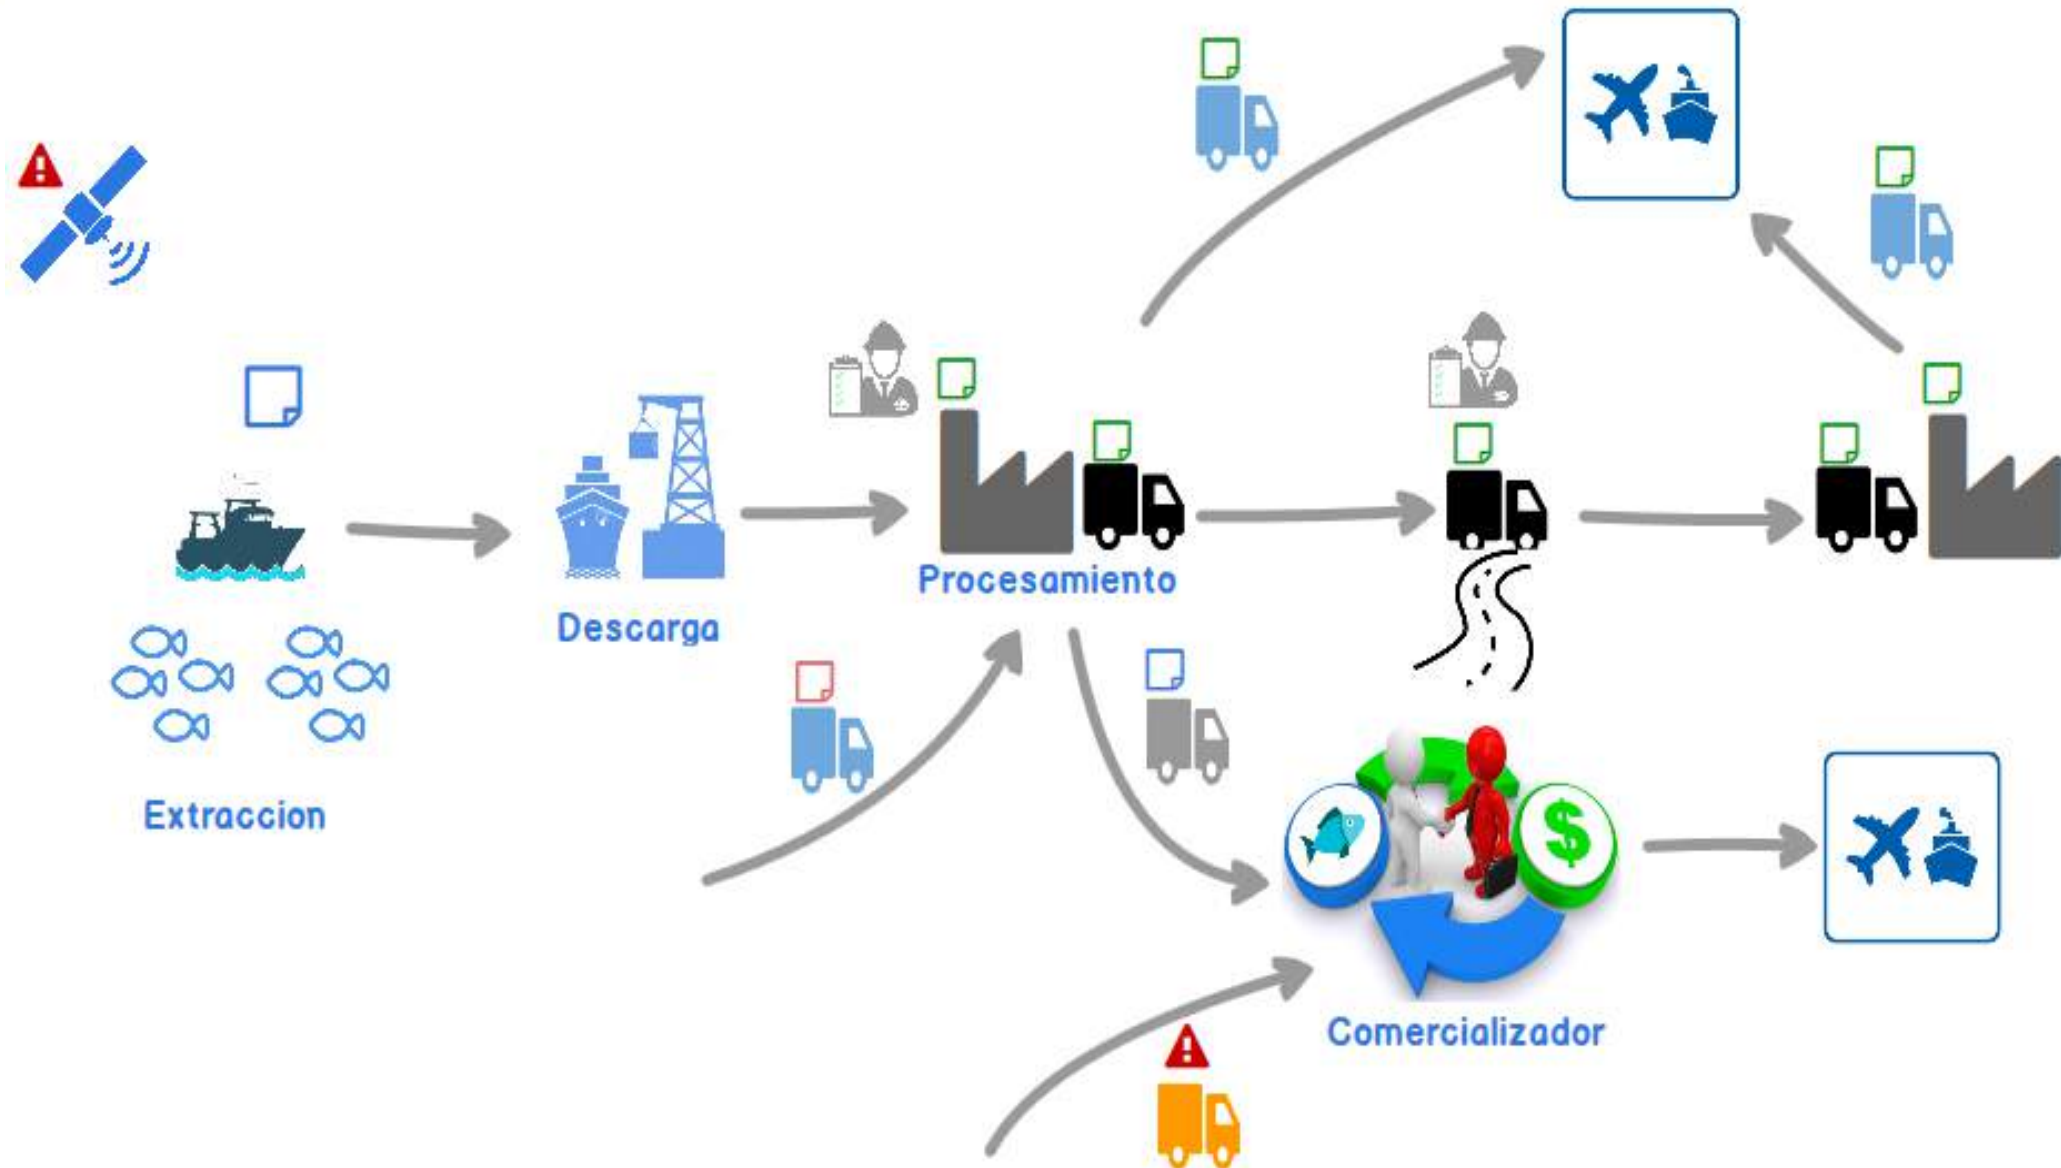 Procesamiento
Descarga
Extraccion
$
Comercializador